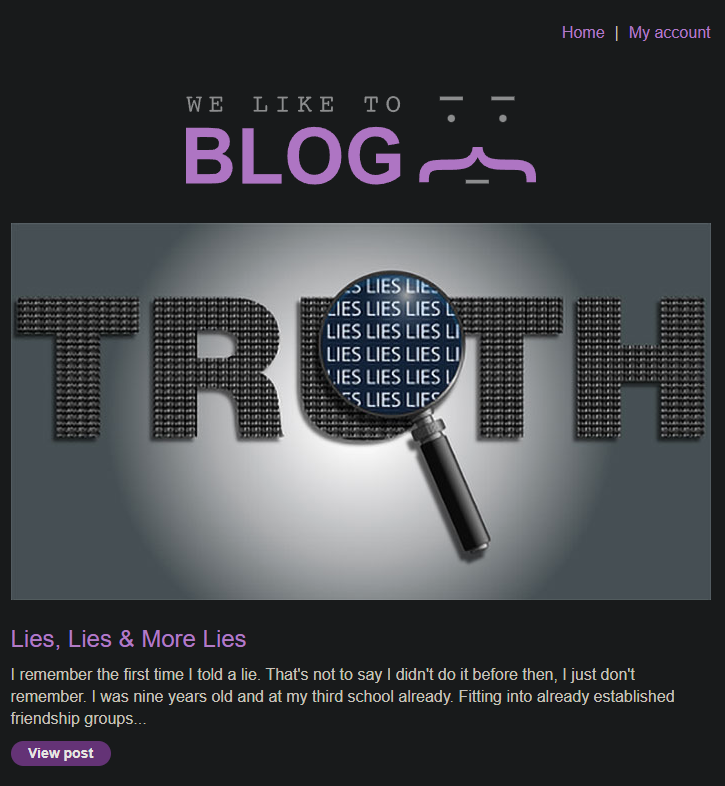 Home | My account
WE LIKE TO
BLOG
TRUTH
IES LIES LIES
LIES LIES LIES L
LIES LIES LIES LI
LIES LIES LIES LI
LIES LIES LIES L
ES LIES LIES
Lies, Lies & More Lies
I remember the first time I told a lie. That's not to say I didn't do it before then, I just don't
remember. I was nine years old and at my third school already. Fitting into already established
friendship groups...
View post